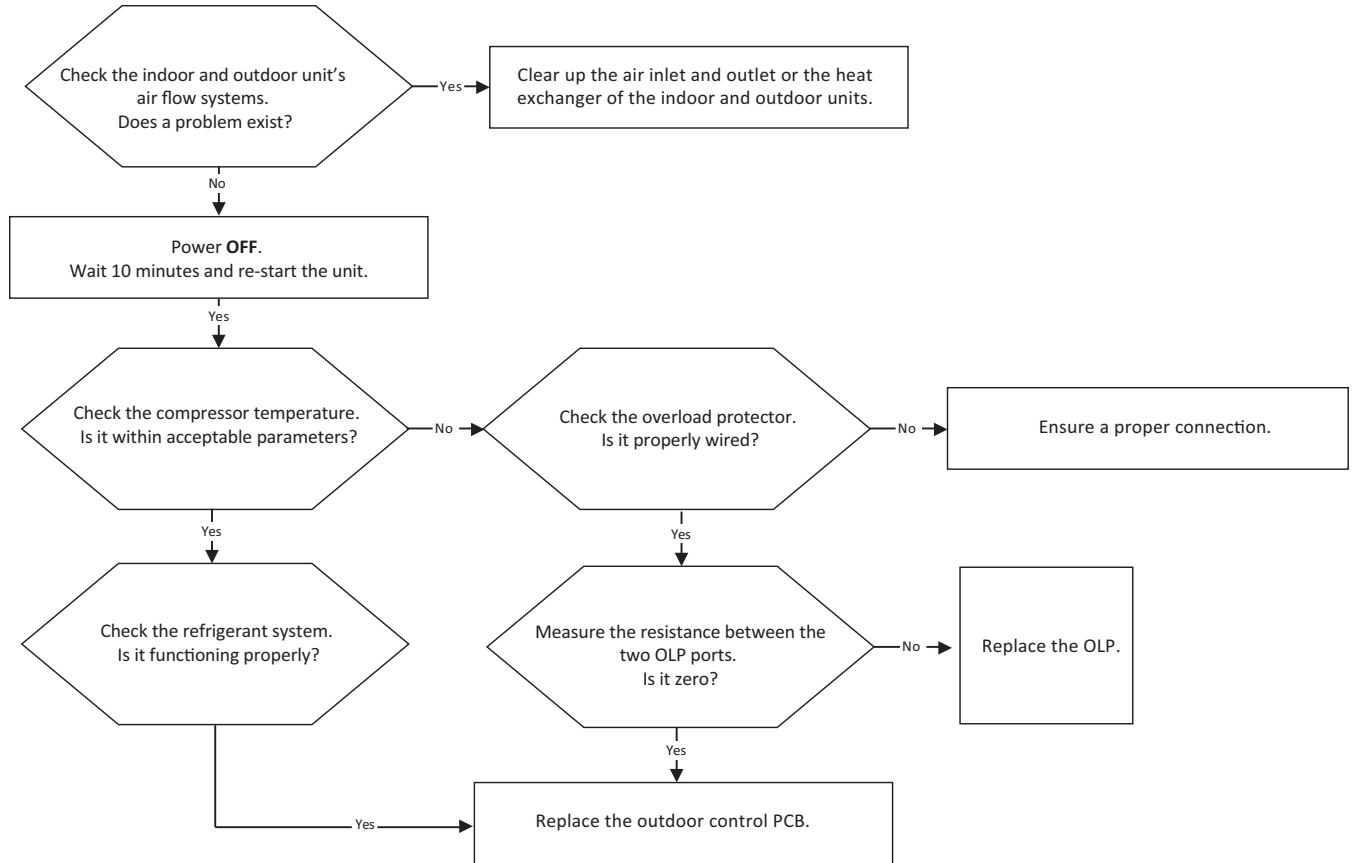 Check the indoor and outdoor unit’s
air flow systems.
Does a problem exist?
Yes
Clear up the air inlet and outlet or the heat
exchanger of the indoor and outdoor units.
No
Power OFF.
Wait 10 minutes and re-start the unit.
Yes
Check the compressor temperature.
Is it within acceptable parameters?
No
Check the overload protector.
Is it properly wired?
No
Ensure a proper connection.
Yes
Yes
Check the refrigerant system.
Is it functioning properly?
Measure the resistance between the
two OLP ports.
Is it zero?
No
Replace the OLP.
Yes
Yes
Replace the outdoor control PCB.